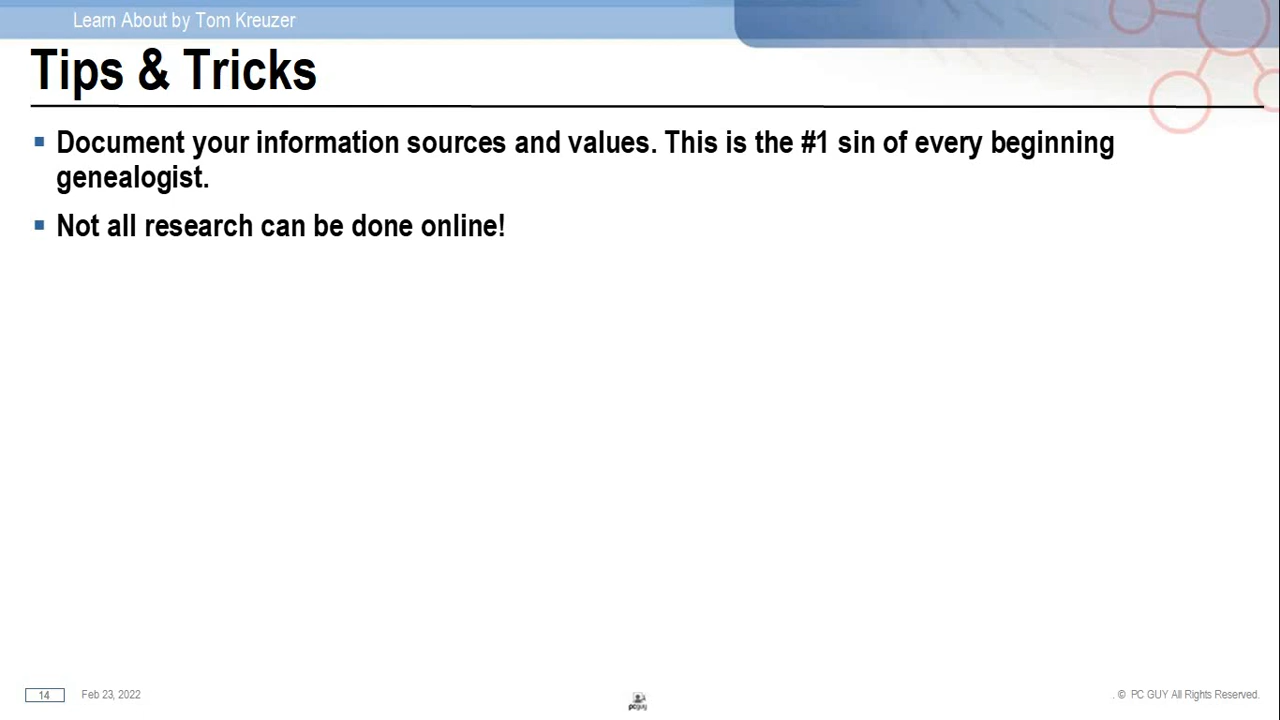 Learn About by Tom Kreuzer
Tips & Tricks
▪ Document your information sources and values. This is the #1 sin of every beginning
genealogist.
▪ Not all research can be done online!
14 Feb 23, 2022 pcguy . © PC GUY All Rights Reserved.